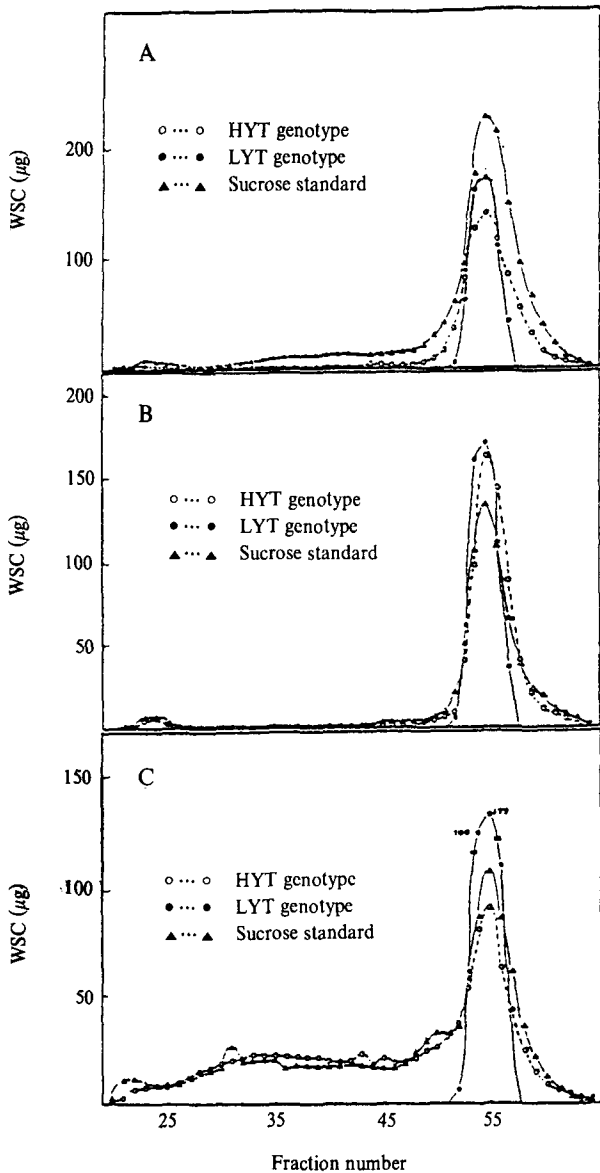 A
HYT genotype
LYT genotype
Sucrose standard
200
100
WSC (μg)
B
200
150
100
50
HYT genotype
LYT genotype
Sucrose standard
WSC (μg)
C
150
100
50
HYT genotype
LYT genotype
Sucrose standard
WSC (μg)
25
35
45
55
Fraction number